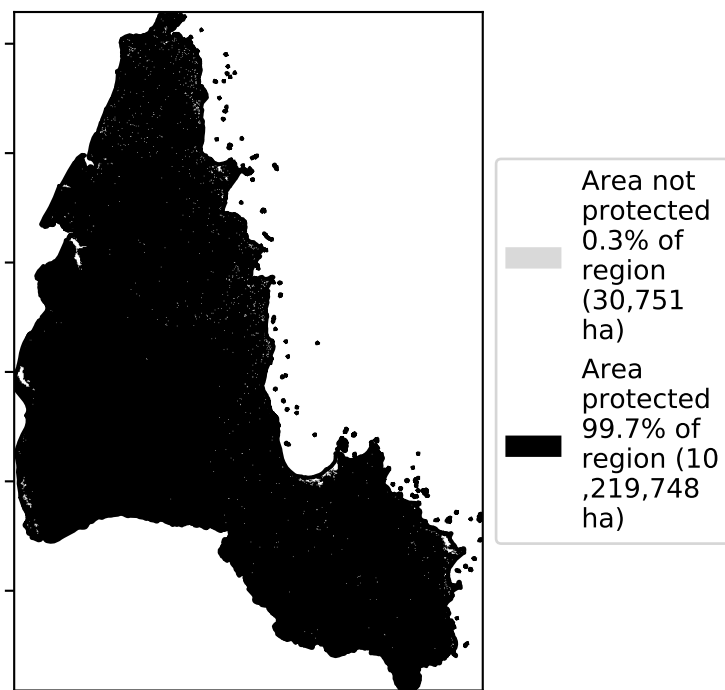 Area not
protected
0.3% of
region
(30,751
ha)
Area
protected
99.7% of
region (10
,219,748
ha)